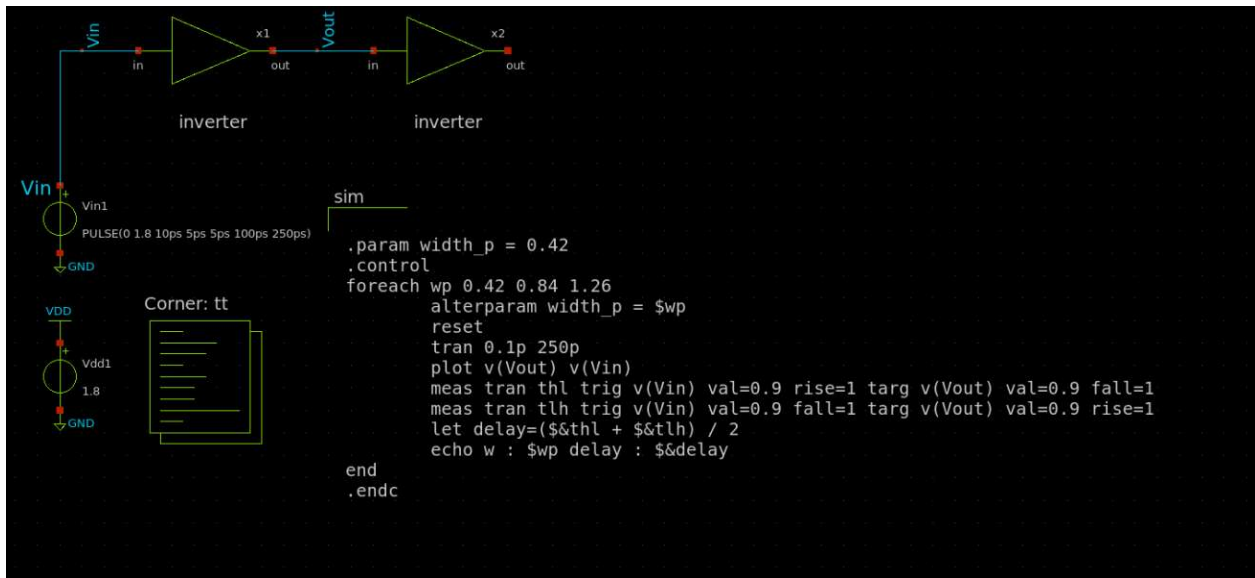 Vin
x1
Vout
x2
in
out
in
out
inverter
inverter
Vin
+
Vin1
PULSE(0 1.8 10ps 5ps 5ps 100ps 250ps)
GND
VDD
+
Vdd1
1.8
GND
Corner: tt
sim
.param width_p = 0.42
.control
foreach wp 0.42 0.84 1.26
alterparam width_p = $wp
reset
tran 0.1p 250p
plot v(Vout) v(Vin)
meas tran thl trig v(Vin) val=0.9 rise=1 targ v(Vout) val=0.9 fall=1
meas tran tlh trig v(Vin) val=0.9 fall=1 targ v(Vout) val=0.9 rise=1
let delay=($&thl + $&tlh) / 2
echo w : $wp delay : $&delay
end
.endc